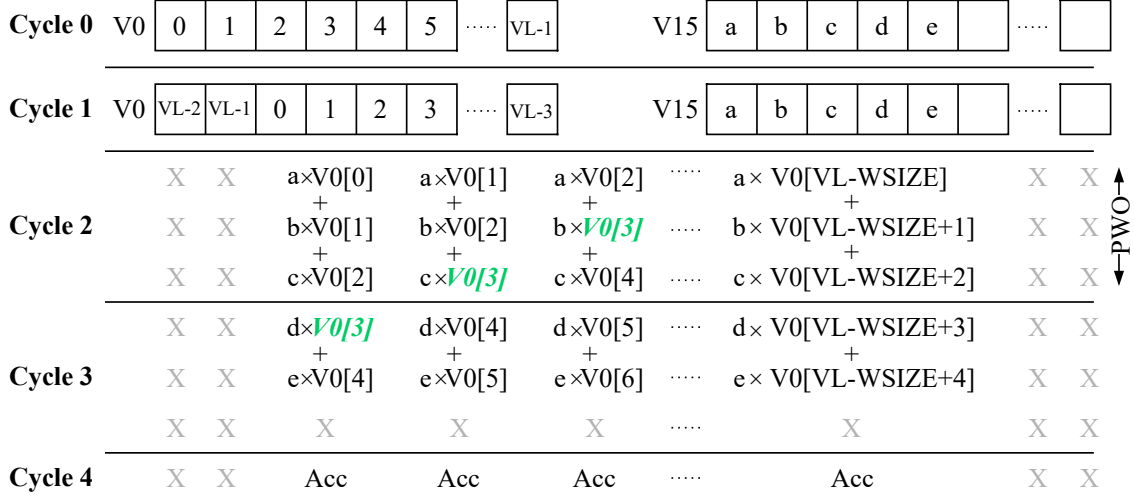 Cycle 0 V0 0 1 2 3 4 5 ····· VL-1 V15 a b c d e ·····
Cycle 1 V0 VL-2 VL-1 0 1 2 3 ····· VL-3 V15 a b c d e ·····
X X a×V0[0] a×V0[1] a×V0[2] ····· a× V0[VL-WSIZE] X X
+ + + +
Cycle 2 X X b×V0[1] b×V0[2] b×V0[3] ····· b× V0[VL-WSIZE+1] X X
+ + + +
X X c×V0[2] c×V0[3] c×V0[4] ····· c× V0[VL-WSIZE+2] X X
PWO
X X d×V0[3] d×V0[4] d×V0[5] ····· d× V0[VL-WSIZE+3] X X
+ + + +
Cycle 3 X X e×V0[4] e×V0[5] e×V0[6] ····· e× V0[VL-WSIZE+4] X X
X X X X X ····· X X X
Cycle 4 X X Acc Acc Acc ····· Acc X X